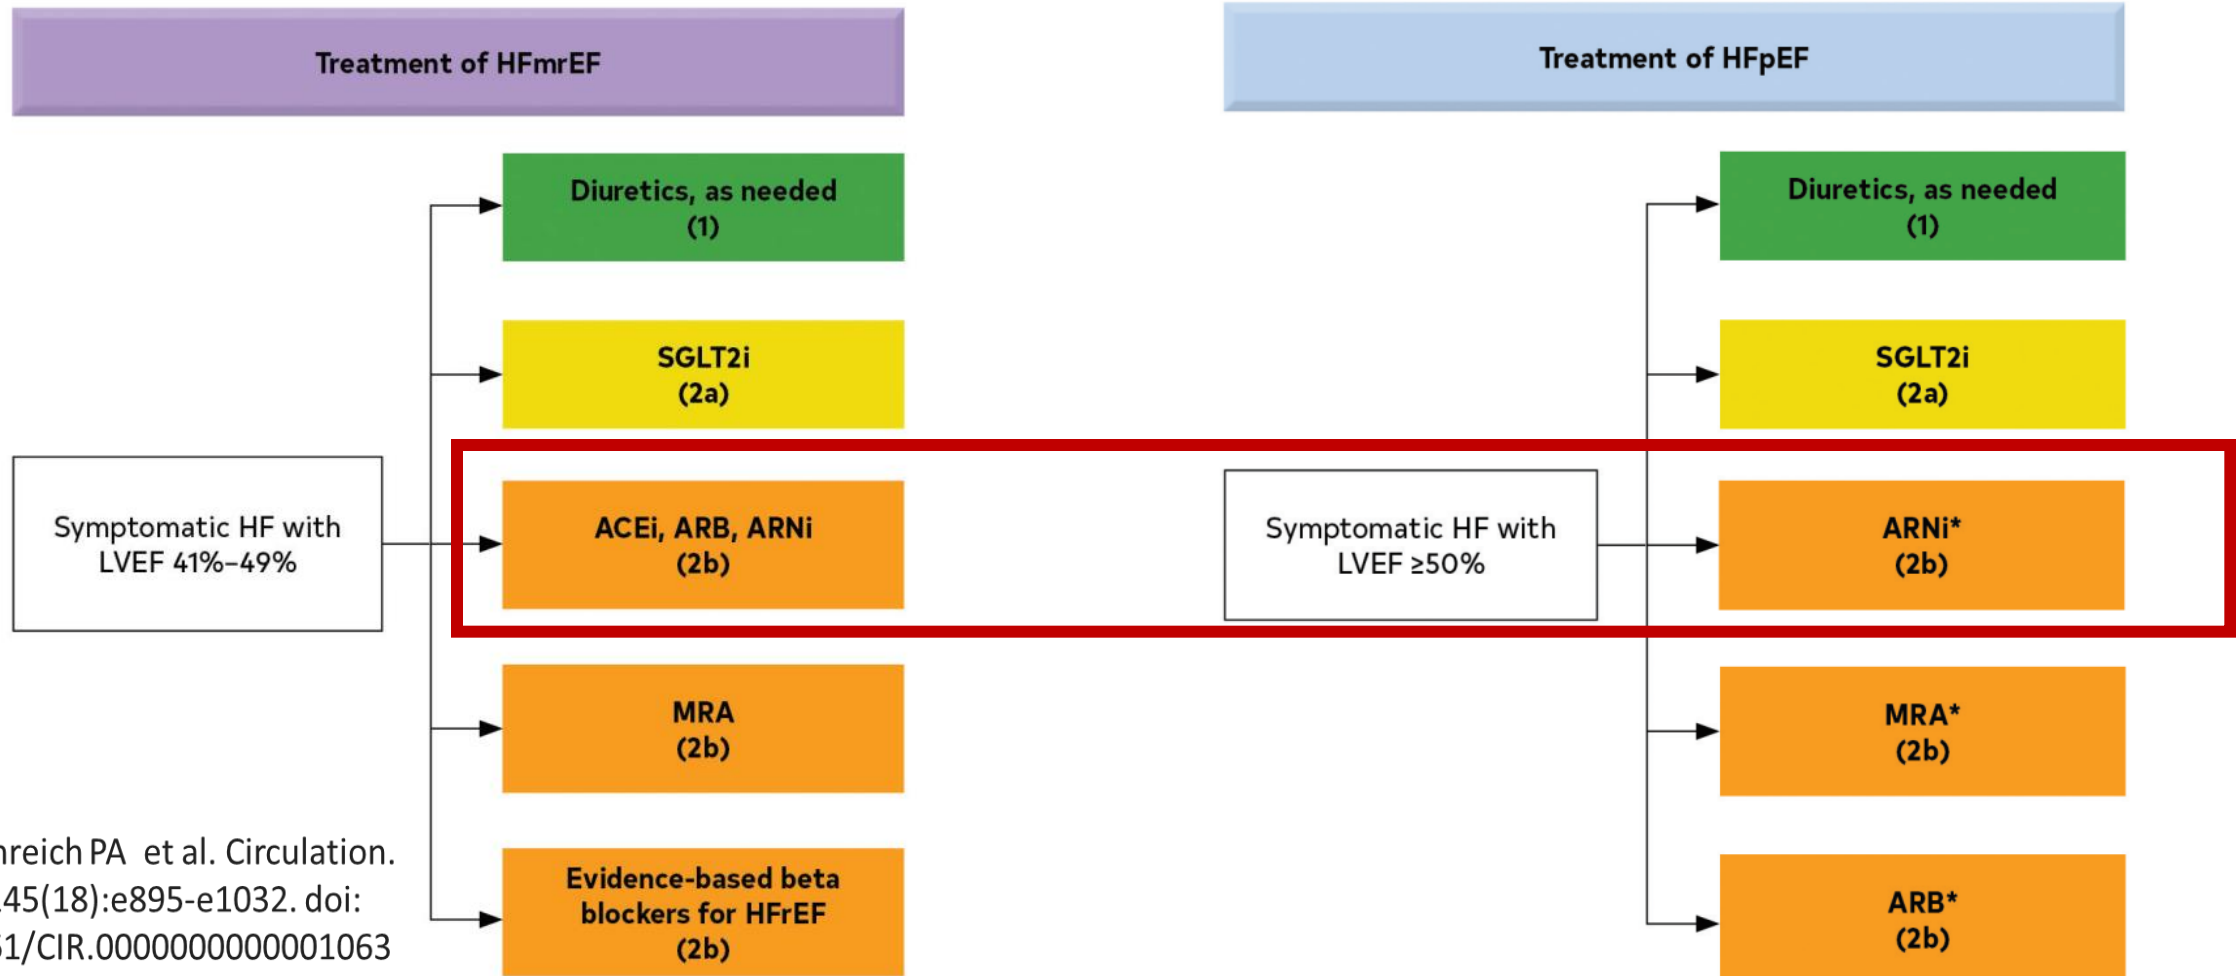 Treatment of HFmrEF
Symptomatic HF with
LVEF 41%–49%
Diuretics, as needed
(1)
SGLT2i
(2a)
ACEi, ARB, ARNi
(2b)
MRA
(2b)
Evidence-based beta
blockers for HFrEF
(2b)
Treatment of HFpEF
Symptomatic HF with
LVEF ≥50%
Diuretics, as needed
(1)
SGLT2i
(2a)
ARNi*
(2b)
MRA*
(2b)
ARB*
(2b)
PA et al. Circulation.
45(18):e895-e1032. doi:
1/CIR.0000000000001063